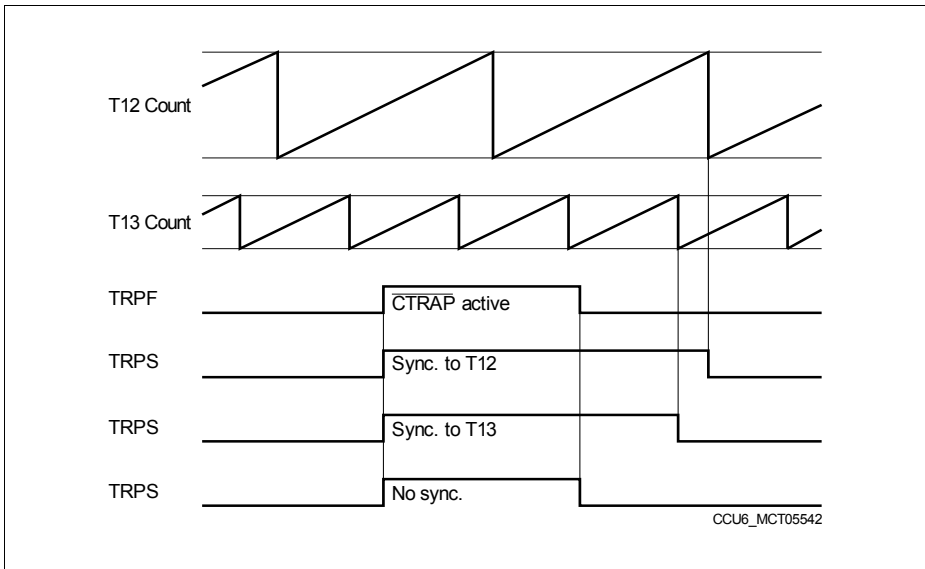 T12 Count
T13 Count
TRPF
CTRAP active
TRPS
Sync. to T12
TRPS
Sync. to T13
TRPS
No sync.
CCU6_MCT05542